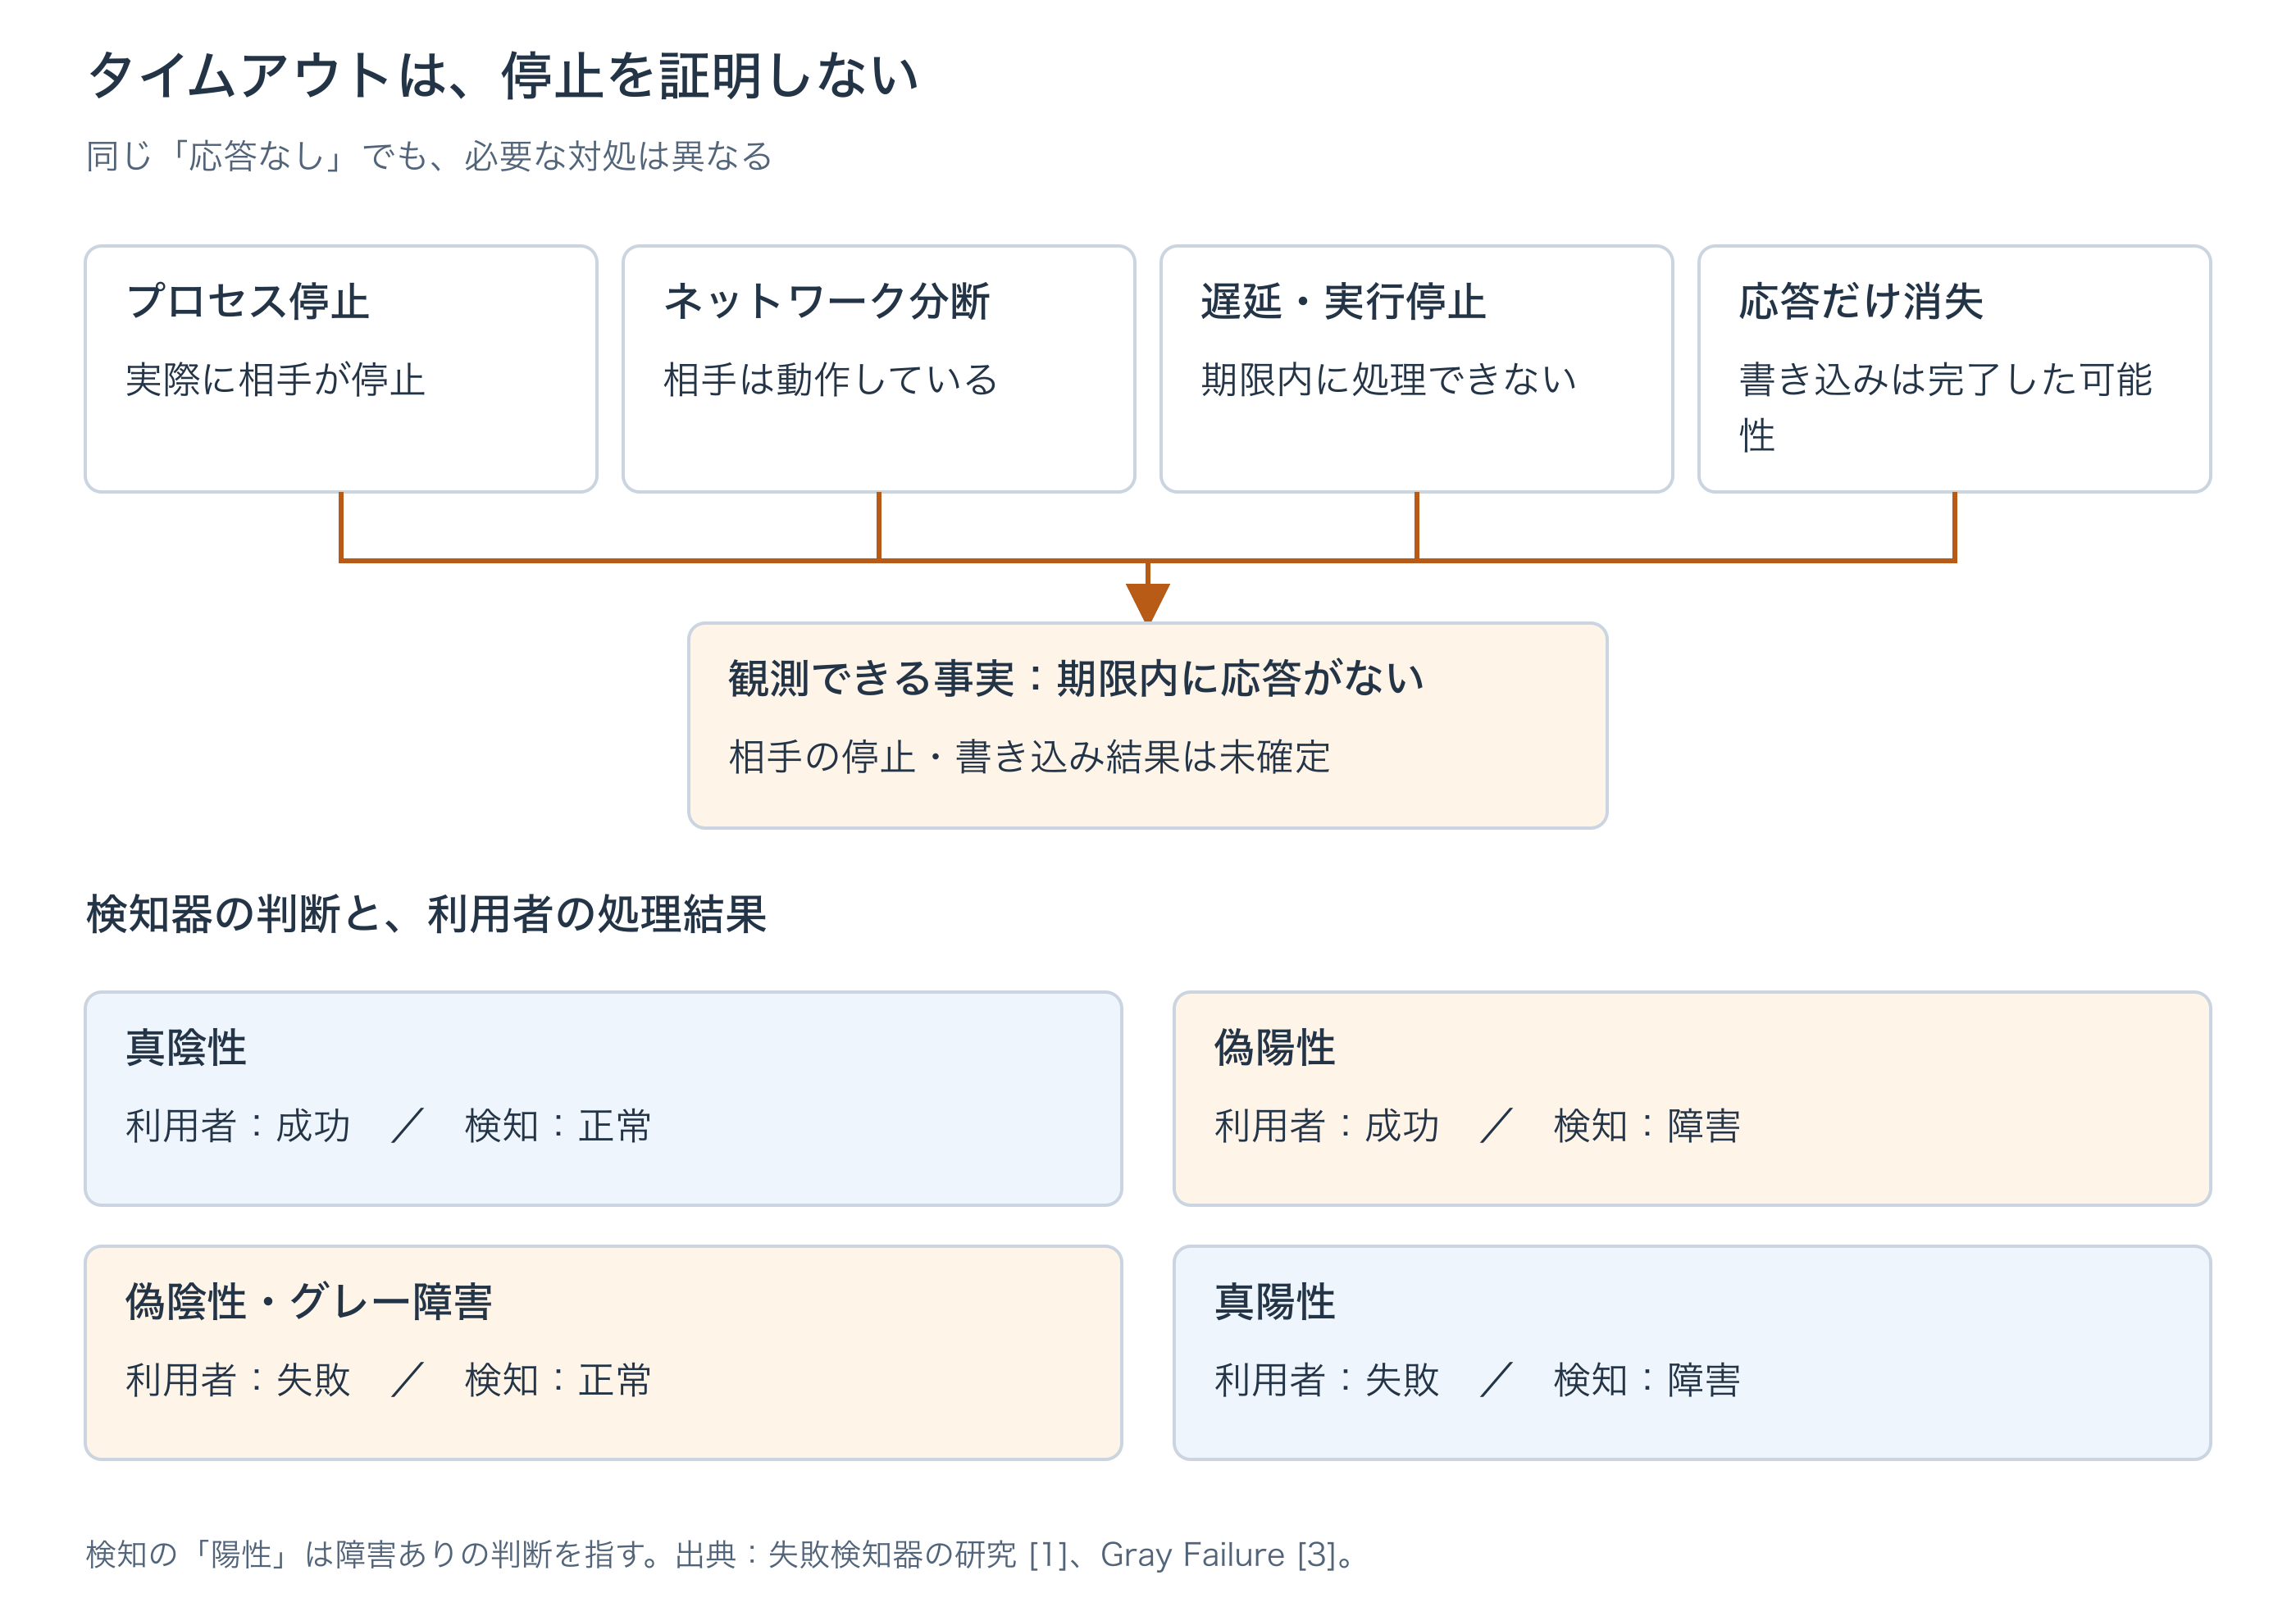 タイムアウトは、停止を証明しない
同じ「応答なし」でも、必要な対処は異なる
プロセス停止
実際に相手が停止
ネットワーク分断
相手は動作している
遅延・実行停止
期限内に処理できない
応答だけ消失
書き込みは完了した可能
性
観測できる事実：期限内に応答がない
相手の停止・書き込み結果は未確定
検知器の判断と、利用者の処理結果
真陰性
利用者：成功　／　検知：正常
偽陽性
利用者：成功　／　検知：障害
偽陰性・グレー障害
利用者：失敗　／　検知：正常
真陽性
利用者：失敗　／　検知：障害
検知の「陽性」は障害ありの判断を指す。出典：失敗検知器の研究 [1]、Gray Failure [3]。